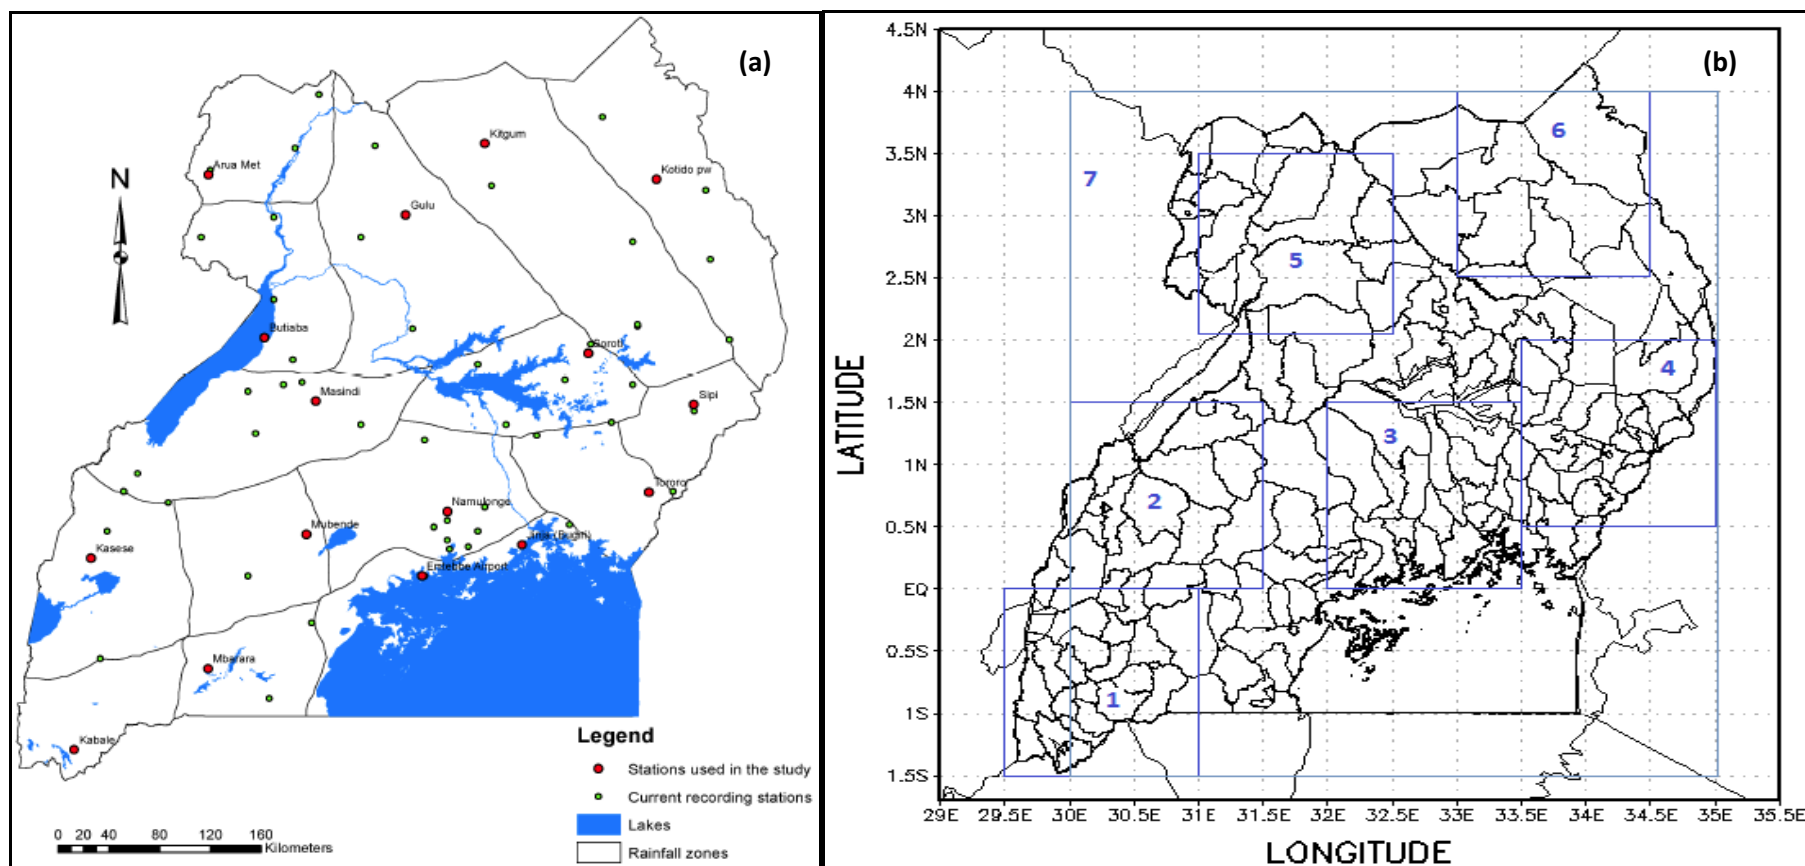 (a)
N
Kitgum
Arua Met
Kotido pw
Gulu
Butiaba
Soroti
Masindi
Sipi
Tororo
Namulonge
Mubende
Kasese
Entebbe Airport
Mbarara
Kabale
Legend
Stations used in the study
Current recording stations
Lakes
Rainfall zones
0 20 40 80 120 160
Kilometers
(b)
4.5N
4N
3.5N
3N
2.5N
2N
1.5N
1N
0.5N
EQ
0.5S
1S
1.5S
LATITUDE
6
7
5
4
3
2
1
29E 29.5E 30E 30.5E 31E 31.5E 32E 32.5E 33E 33.5E 34E 34.5E 35E 35.5E
LONGITUDE